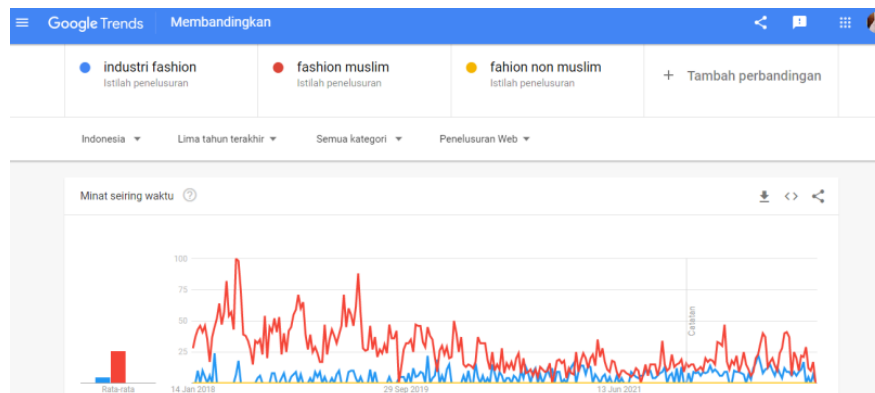 Google Trends Membandingkan
industri fashion
Istilah penelusuran
fashion muslim
Istilah penelusuran
fahion non muslim
Istilah penelusuran
+ Tambah perbandingan
Indonesia
Lima tahun terakhir
Semua kategori
Penelusuran Web
Minat seiring waktu
100
75
50
25
Catatan
Rata-rata
14 Jan 2018
29 Sep 2019
13 Jun 2021